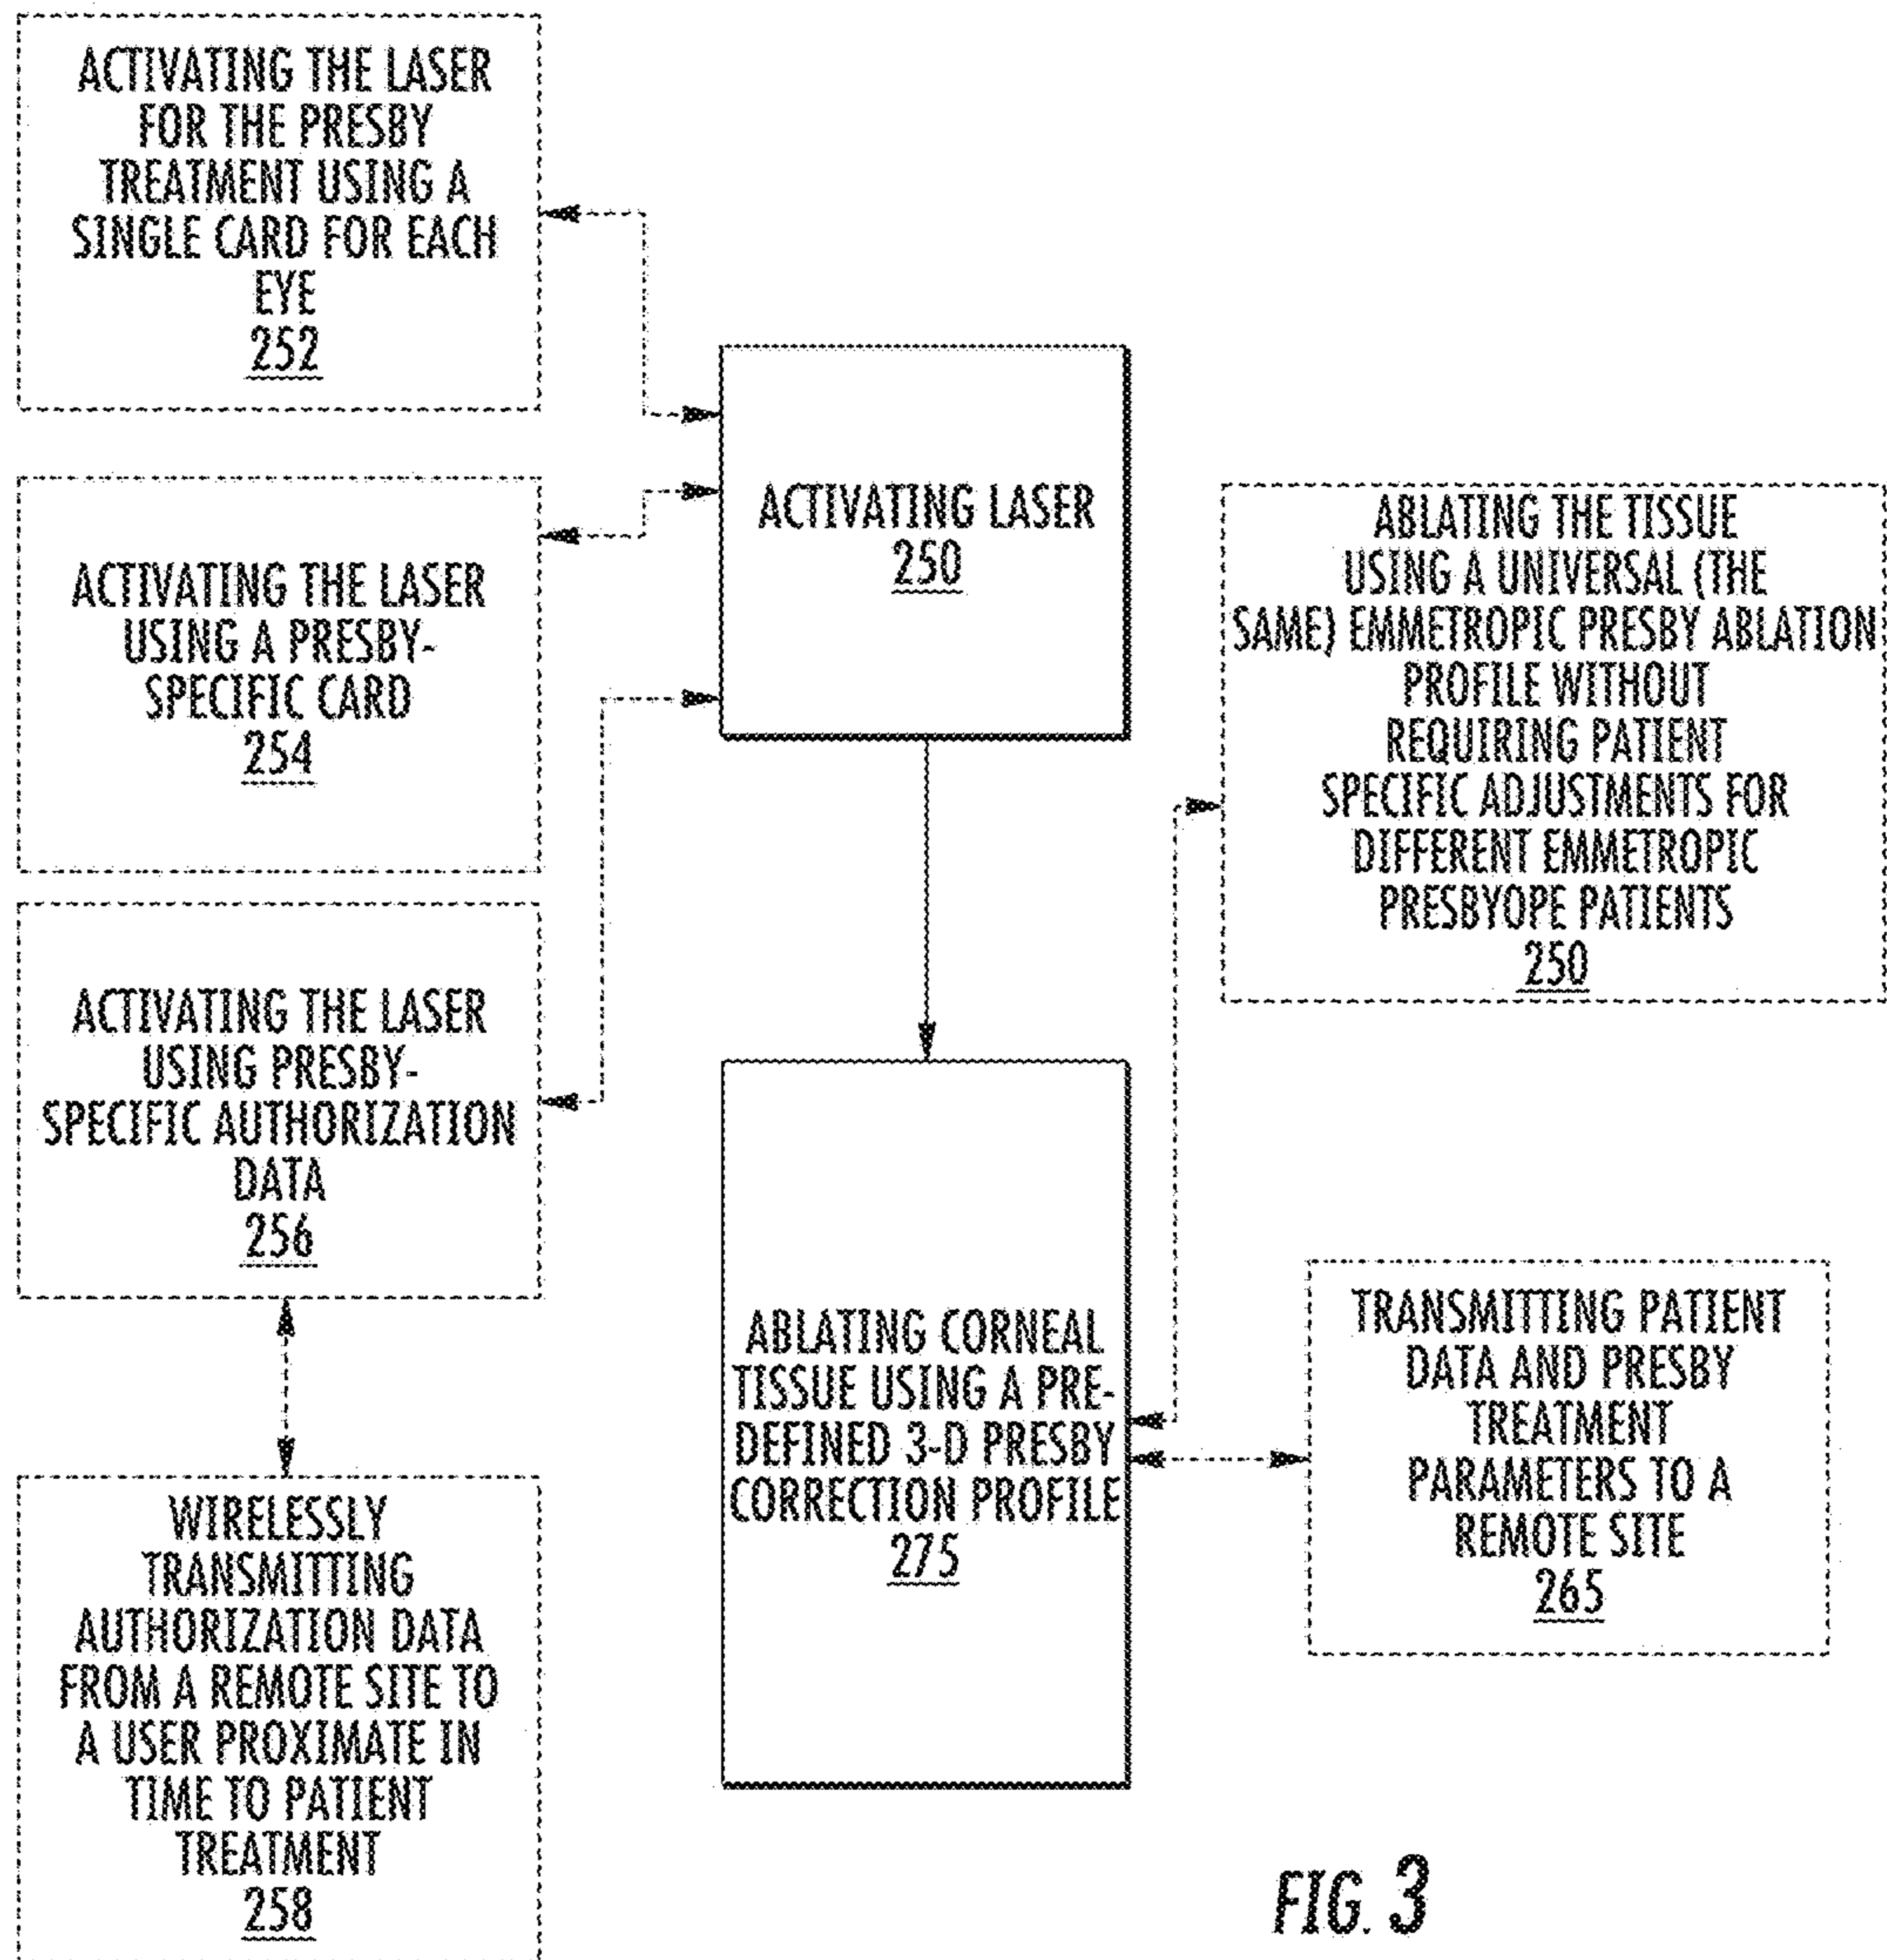 ACTIVATING THE LASER
FOR THE PRESBY
TREATMENT USING A
SINGLE CARD FOR EACH
EYE
252
ACTIVATING THE LASER
USING A PRESBY-
SPECIFIC CARD
254
ACTIVATING THE LASER
USING PRESBY-
SPECIFIC AUTHORIZATION
DATA
256
WIRELESSLY
TRANSMITTING
AUTHORIZATION DATA
FROM A REMOTE SITE TO
A USER PROXIMATE IN
TIME TO PATIENT
TREATMENT
258
ACTIVATING LASER
250
ABLATING CORNEAL
TISSUE USING A PRE-
DEFINED 3-D PRESBY
CORRECTION PROFILE
275
ABLATING THE TISSUE
USING A UNIVERSAL (THE
SAME) EMMETROPIC PRESBY ABLATION
PROFILE WITHOUT
REQUIRING PATIENT
SPECIFIC ADJUSTMENTS FOR
DIFFERENT EMMETROPIC
PRESBYOPE PATIENTS
250
TRANSMITTING PATIENT
DATA AND PRESBY
TREATMENT
PARAMETERS TO A
REMOTE SITE
265
FIG. 3